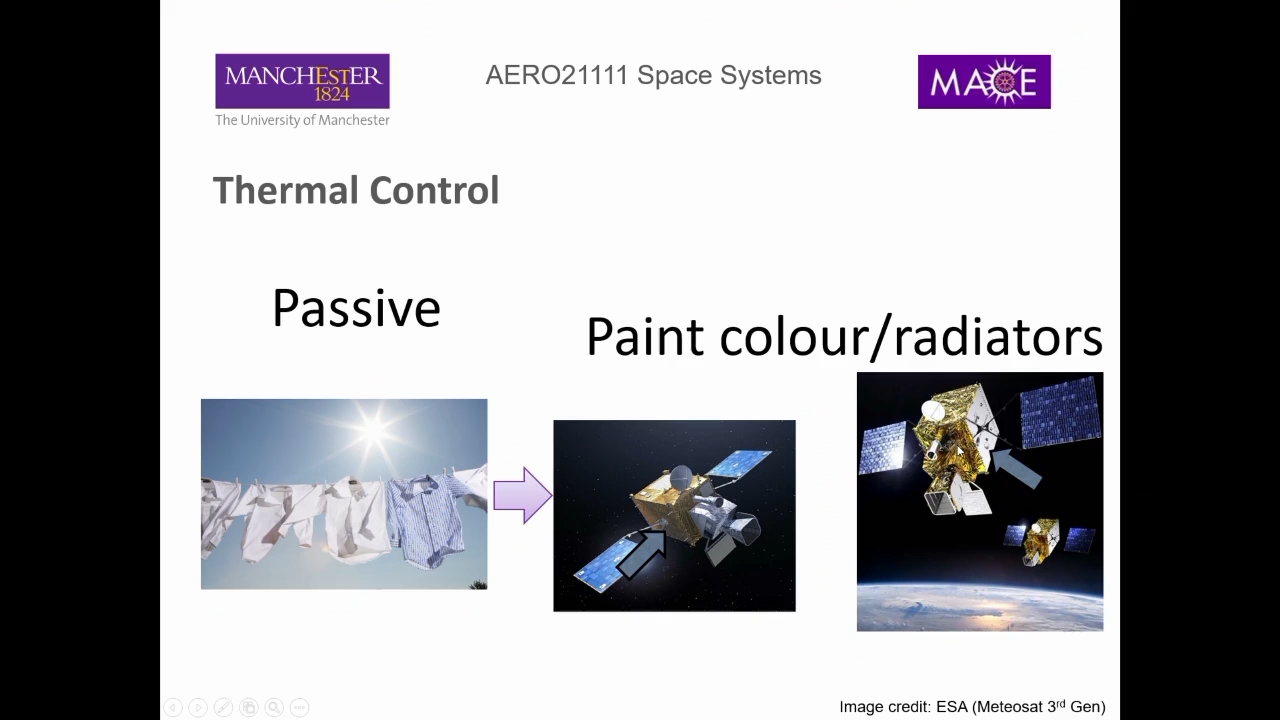 MANCHESTER
1824
The University of Manchester
AERO21111 Space Systems
MACE
Thermal Control
Passive
Paint colour/radiators
Image credit: ESA (Meteosat 3rd Gen)